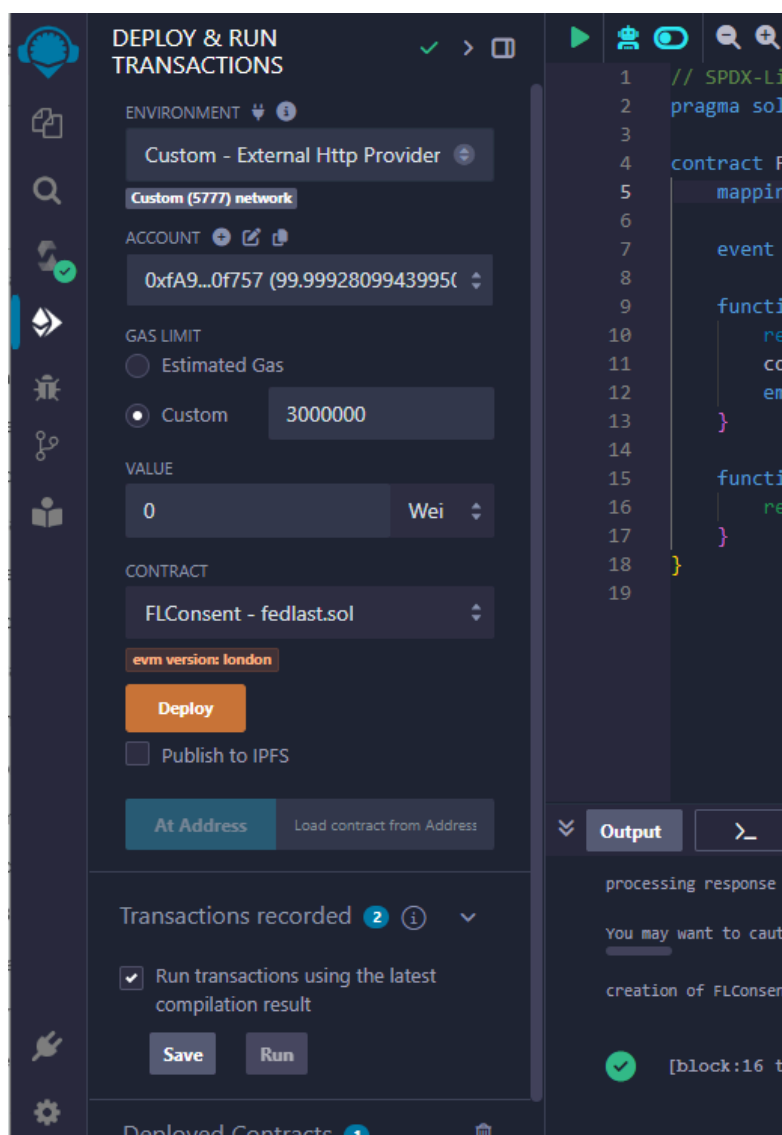 DEPLOY & RUN
TRANSACTIONS
ENVIRONMENT
Custom - External Http Provider
Custom (5777) network
ACCOUNT
0xfA9...0f757 (99.99928099439950
GAS LIMIT
Estimated Gas
Custom 3000000
VALUE
0 Wei
CONTRACT
FLConsent - fedlast.sol
evm version: london
Deploy
Publish to IPFS
At Address Load contract from Address
Transactions recorded 2
Run transactions using the latest
compilation result
Save Run
Deployed Contracts 1
1 // SPDX-Li
2 pragma sol
3
4 contract F
5 mappin
6
7 event
8
9 functi
10 re
11 co
12 em
13 }
14
15 functi
16 re
17 }
18 }
19
Output >_
processing response
You may want to caut
creation of FLConsen
[block:16 t